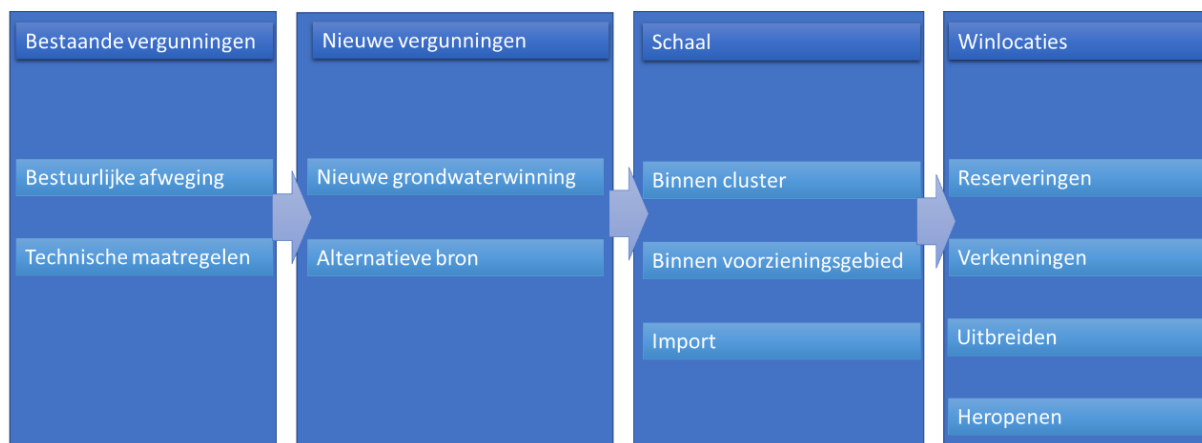 Bestaande vergunningen
Bestuurlijke afweging
Technische maatregelen
Nieuwe vergunningen
Nieuwe grondwaterwinning
Alternatieve bron
Schaal
Binnen cluster
Binnen voorzieningsgebied
Import
Winlocaties
Reserveringen
Verkenningen
Uitbreiden
Heropenen